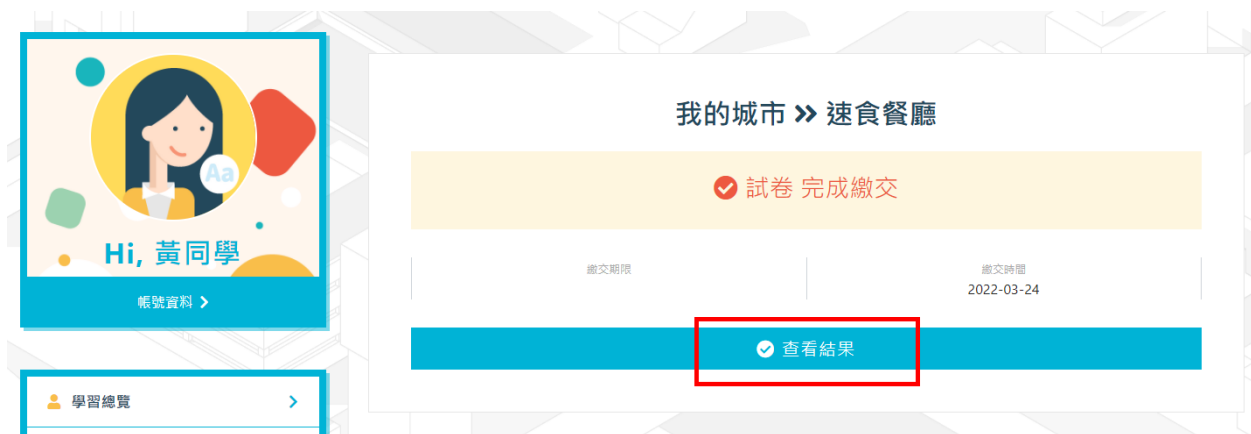 Aa
Hi, 黃同學
帳號資料
學習總覽
我的城市 >> 速食餐廳
試卷 完成繳交
繳交期限
繳交時間
2022-03-24
查看結果